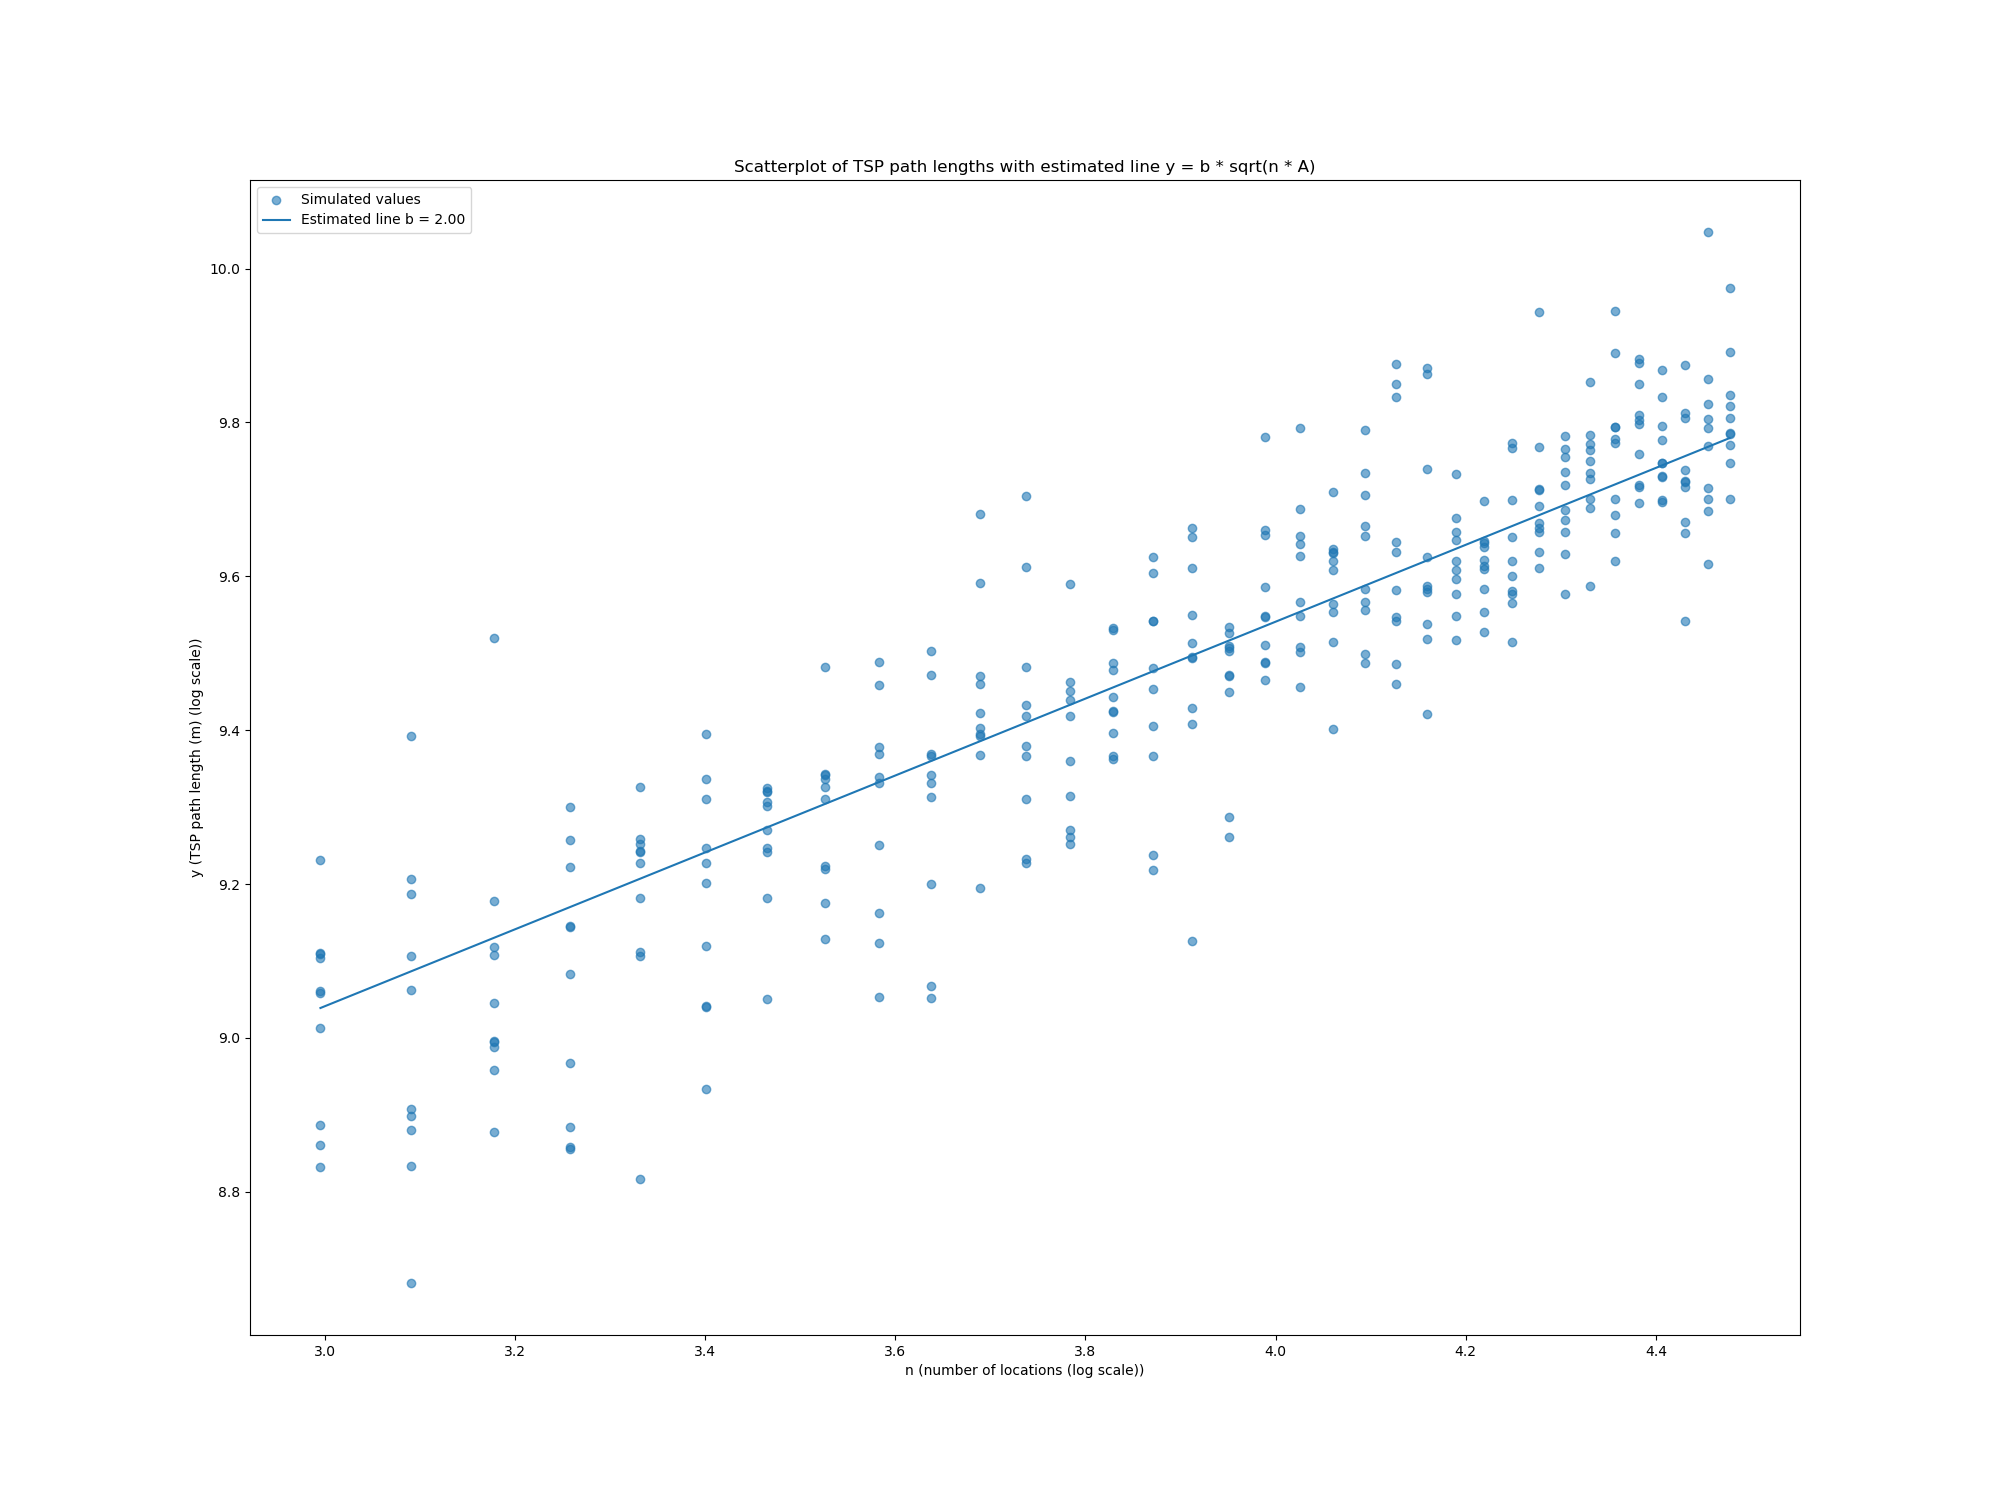 Scatterplot of TSP path lengths with estimated line y = b * sqrt(n * A)
Simulated values
Estimated line b = 2.00
10.0
9.8
9.6
9.4
9.2
9.0
8.8
y (TSP path length (m) (log scale))
3.0 3.2 3.4 3.6 3.8 4.0 4.2 4.4
n (number of locations (log scale))